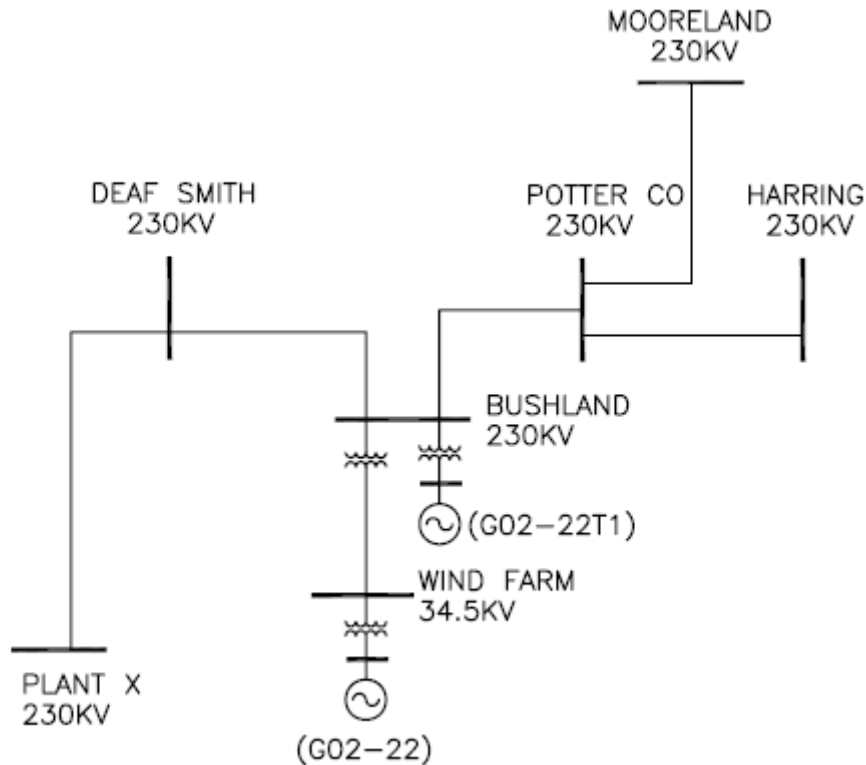 MOORELAND
230KV
DEAF SMITH
230KV
POTTER CO
230KV
HARRING
230KV
BUSHLAND
230KV
(G02-22T1)
WIND FARM
34.5KV
PLANT X
230KV
(G02-22)